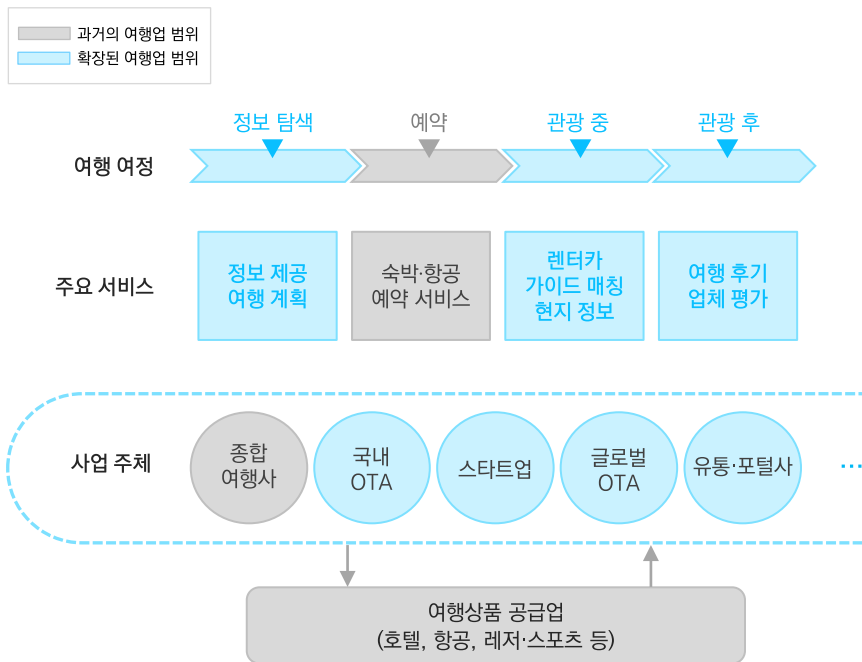 과거의 여행업 범위
확장된 여행업 범위
정보 탐색
예약
관광 중
관광 후
여행 여정
주요 서비스
정보 제공
여행 계획
숙박·항공
예약 서비스
렌터카
가이드 매칭
현지 정보
여행 후기
업체 평가
사업 주체
종합
여행사
국내
OTA
스타트업
글로벌
OTA
유통·포털사
…
여행상품 공급업
(호텔, 항공, 레저·스포츠 등)